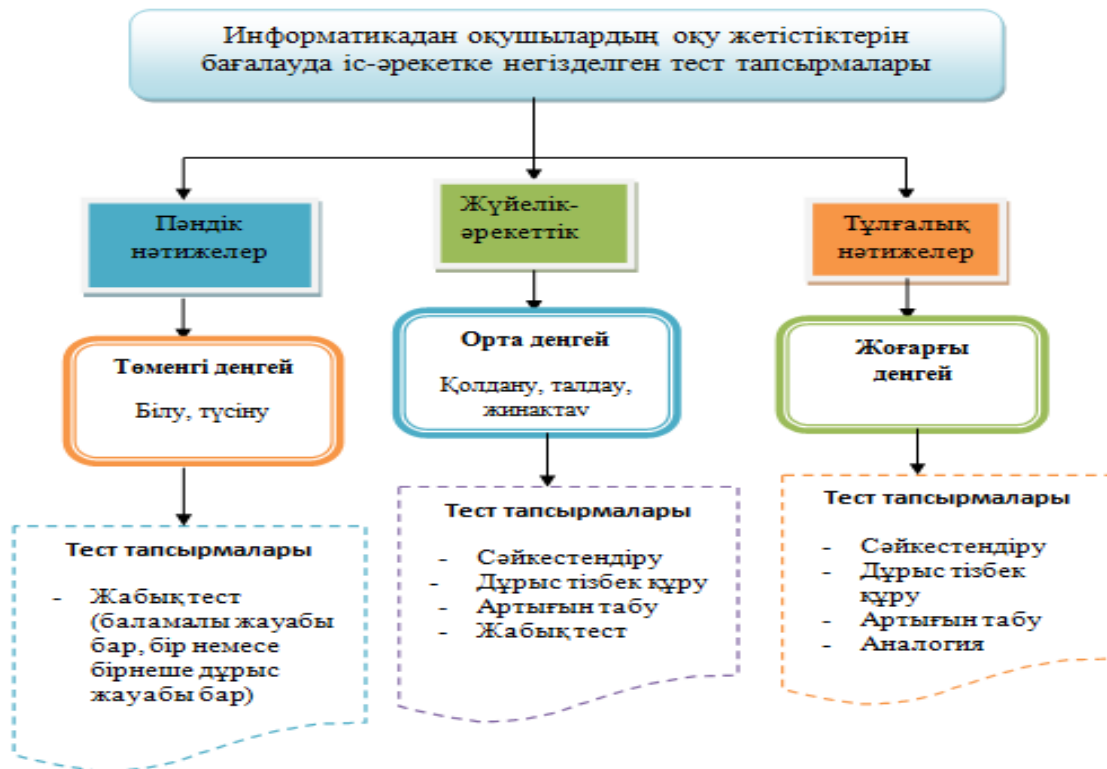 Информатикадан оқушылардың оқу жетістіктерін
бағалауда іс-әрекетке негізделген тест тапсырмалары
Пәндік
нәтижелер
Төменгі деңгей
Білу, түсіну
Тест тапсырмалары
- Жабық тест
(баламалы жауабы
бар, бір немесе
бірнеше дұрыс
жауабы бар)
Жүйелік-
әрекеттік
Орта деңгей
Қолдану, талдау,
жинақтау
Тест тапсырмалары
- Сәйкестендіру
- Дұрыс тізбек құру
- Артығын табу
- Жабық тест
Тұлғалық
нәтижелер
Жоғарғы
деңгей
Тест тапсырмалары
- Сәйкестендіру
- Дұрыс тізбек
құру
- Артығын табу
- Аналогия